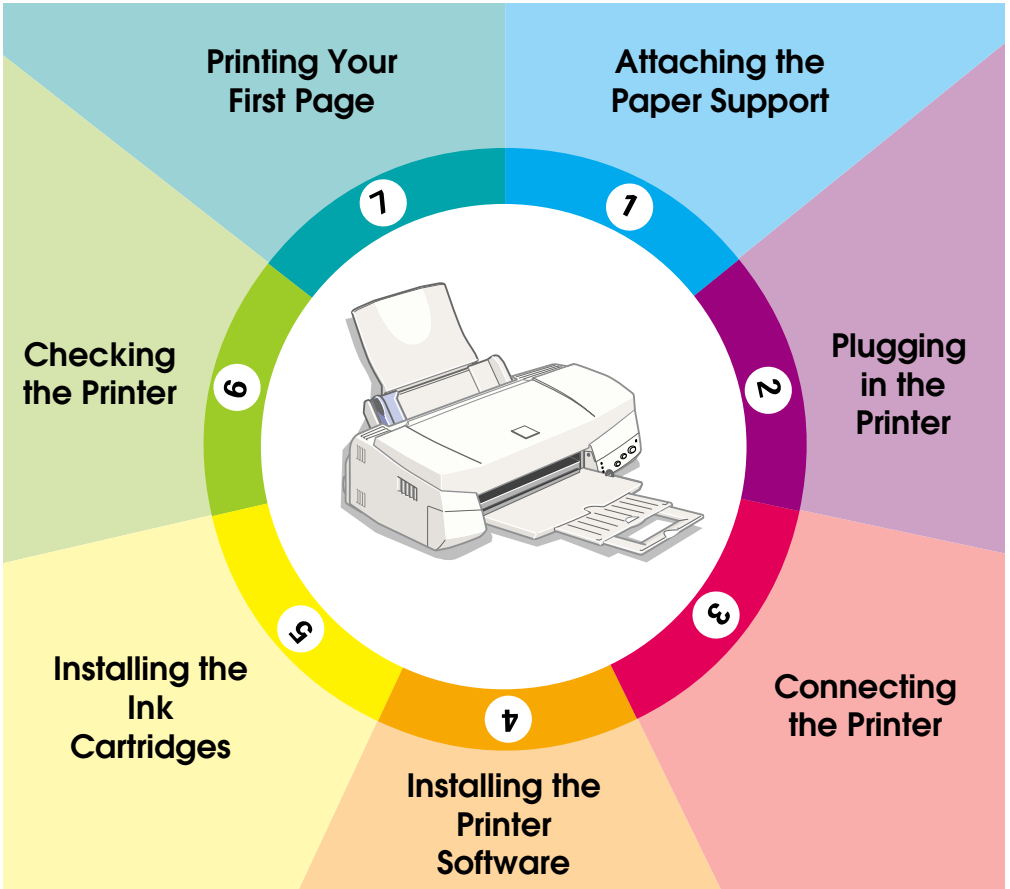 1
Attaching the
Paper Support
2
Plugging
in the
Printer
3
Connecting
the Printer
4
Installing the
Printer
Software
5
Installing the
Ink
Cartridges
6
Checking
the Printer
7
Printing Your
First Page